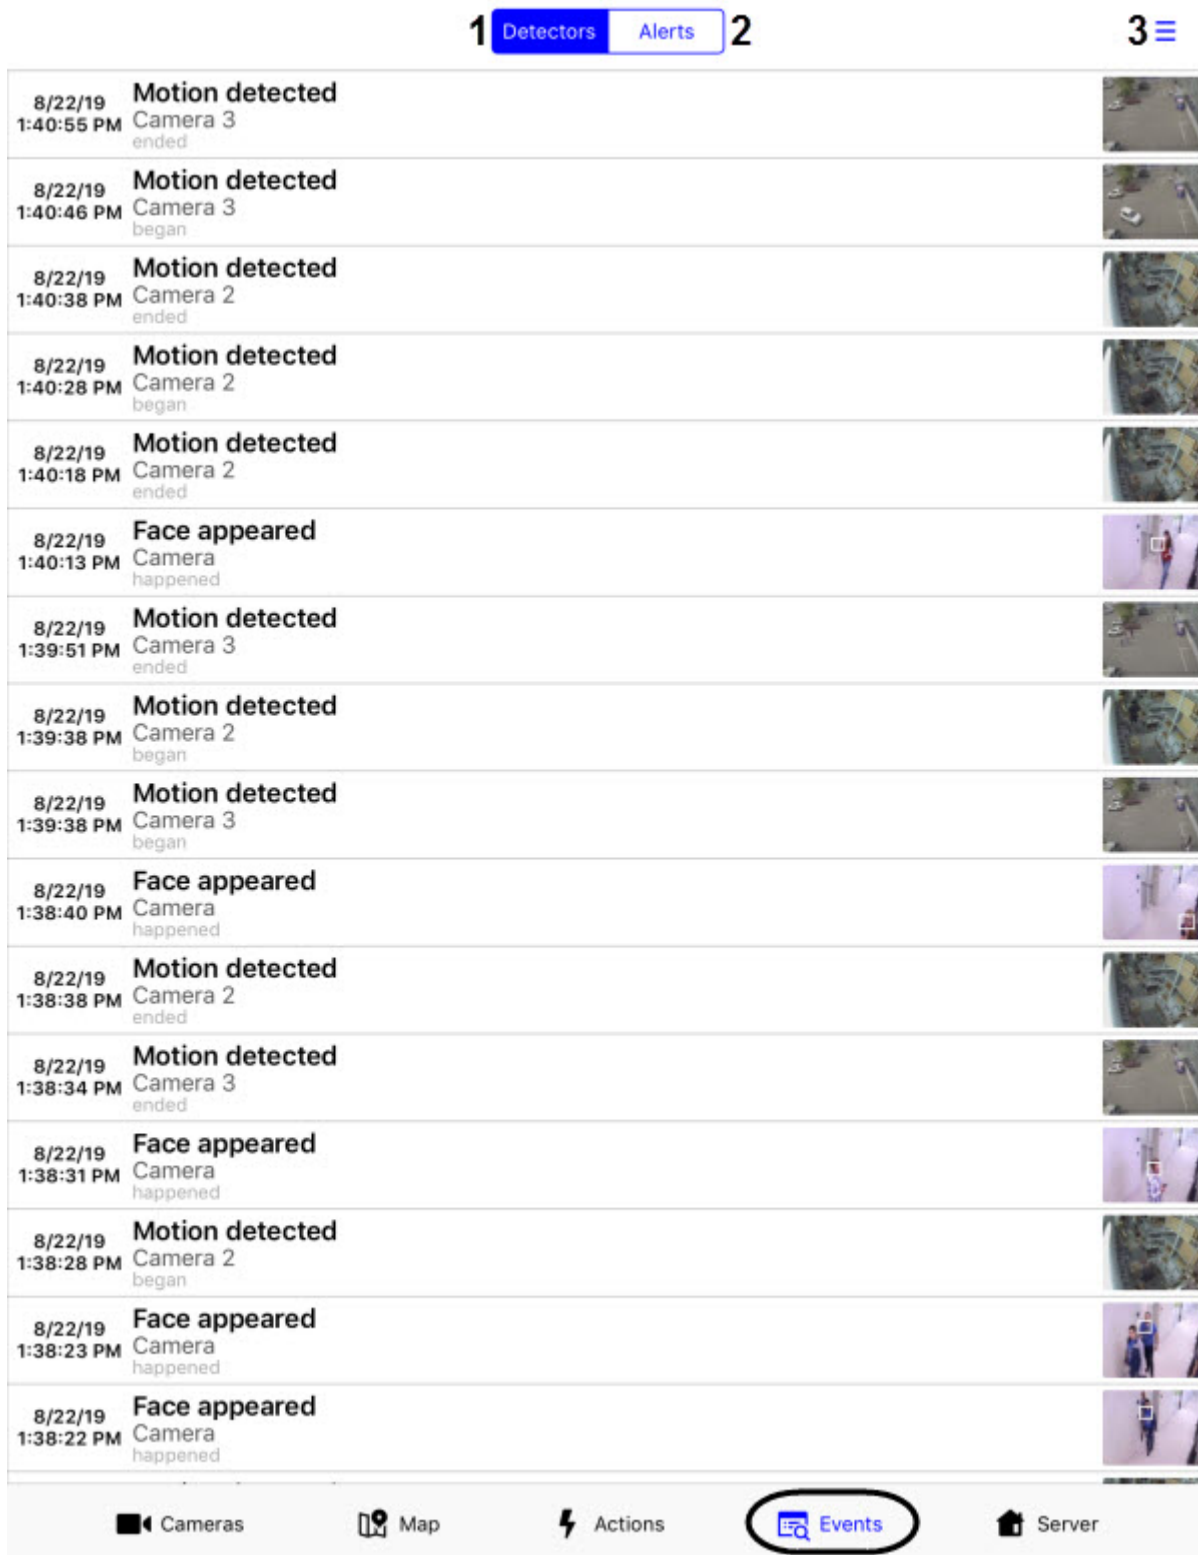 1 Detectors Alerts 2 3
8/22/19
1:40:55 PM
Motion detected
Camera 3
ended
8/22/19
1:40:46 PM
Motion detected
Camera 3
began
8/22/19
1:40:38 PM
Motion detected
Camera 2
ended
8/22/19
1:40:28 PM
Motion detected
Camera 2
began
8/22/19
1:40:18 PM
Motion detected
Camera 2
ended
8/22/19
1:40:13 PM
Face appeared
Camera
happened
8/22/19
1:39:51 PM
Motion detected
Camera 3
ended
8/22/19
1:39:38 PM
Motion detected
Camera 2
began
8/22/19
1:39:38 PM
Motion detected
Camera 3
began
8/22/19
1:38:40 PM
Face appeared
Camera
happened
8/22/19
1:38:38 PM
Motion detected
Camera 2
ended
8/22/19
1:38:34 PM
Motion detected
Camera 3
ended
8/22/19
1:38:31 PM
Face appeared
Camera
happened
8/22/19
1:38:28 PM
Motion detected
Camera 2
began
8/22/19
1:38:23 PM
Face appeared
Camera
happened
8/22/19
1:38:22 PM
Face appeared
Camera
happened
Cameras Map Actions Events Server